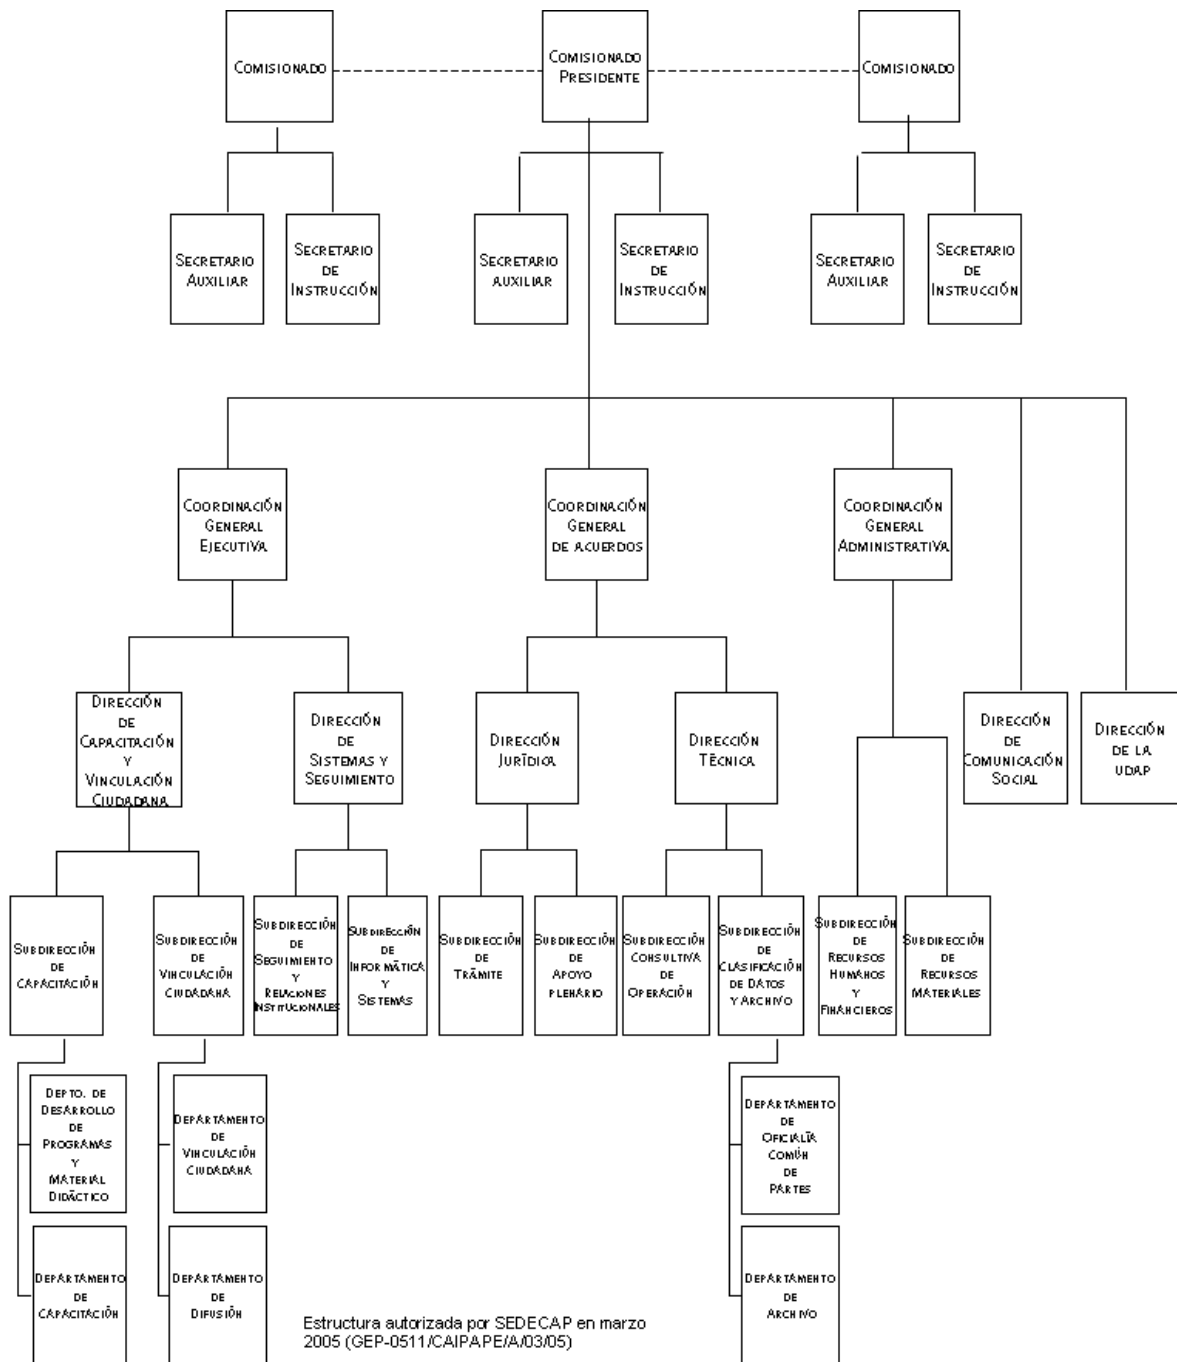 COMISIONADO
COMISIONADO
PRESIDENTE
COMISIONADO
SECRETARIO
AUXILIAR
SECRETARIO
DE
INSTRUCCIÓN
SECRETARIO
AUXILIAR
SECRETARIO
DE
INSTRUCCIÓN
SECRETARIO
AUXILIAR
SECRETARIO
DE
INSTRUCCIÓN
COORDINACIÓN
GENERAL
EJECUTIVA
COORDINACIÓN
GENERAL
DE ACUERDOS
COORDINACIÓN
GENERAL
ADMINISTRATIVA
DIRECCIÓN
DE
CAPACITACIÓN
Y
VINCULACIÓN
CIUDADANA
DIRECCIÓN
DE
SISTEMAS Y
SEGUIMIENTO
DIRECCIÓN
JURÍDICA
DIRECCIÓN
TÉCNICA
DIRECCIÓN
DE
COMUNICACIÓN
SOCIAL
DIRECCIÓN
DE LA
UDAP
SUBDIRECCIÓN
DE
CAPACITACIÓN
SUBDIRECCIÓN
DE
VINCULACIÓN
CIUDADANA
SUBDIRECCIÓN
DE
SEGUIMIENTO
Y
RELACIONES
INSTITUCIONALES
SUBDIRECCIÓN
DE
INFORMÁTICA
Y
SISTEMAS
SUBDIRECCIÓN
DE
TRÁMITE
SUBDIRECCIÓN
DE
APOYO
PLENARIO
SUBDIRECCIÓN
CONSULTIVA
DE
OPERACIÓN
SUBDIRECCIÓN
DE
CLASIFICACIÓN
DE DATOS
Y ARCHIVO
SUBDIRECCIÓN
DE
RECURSOS
HUMANOS
Y
FINANCIEROS
SUBDIRECCIÓN
DE
RECURSOS
MATERIALES
DEPTO. DE
DESARROLLO
DE
PROGRAMAS
Y
MATERIAL
DIDÁCTICO
DEPARTAMENTO
DE
VINCULACIÓN
CIUDADANA
DEPARTAMENTO
DE
OFICIALÍA
COMÚN
DE
PARTES
DEPARTAMENTO
DE
CAPACITACIÓN
DEPARTAMENTO
DE
DIFUSIÓN
DEPARTAMENTO
DE
ARCHIVO
Estructura autorizada por SEDECAP en marzo
2005 (GEP-0511/CAIPAPE/A/03/05)